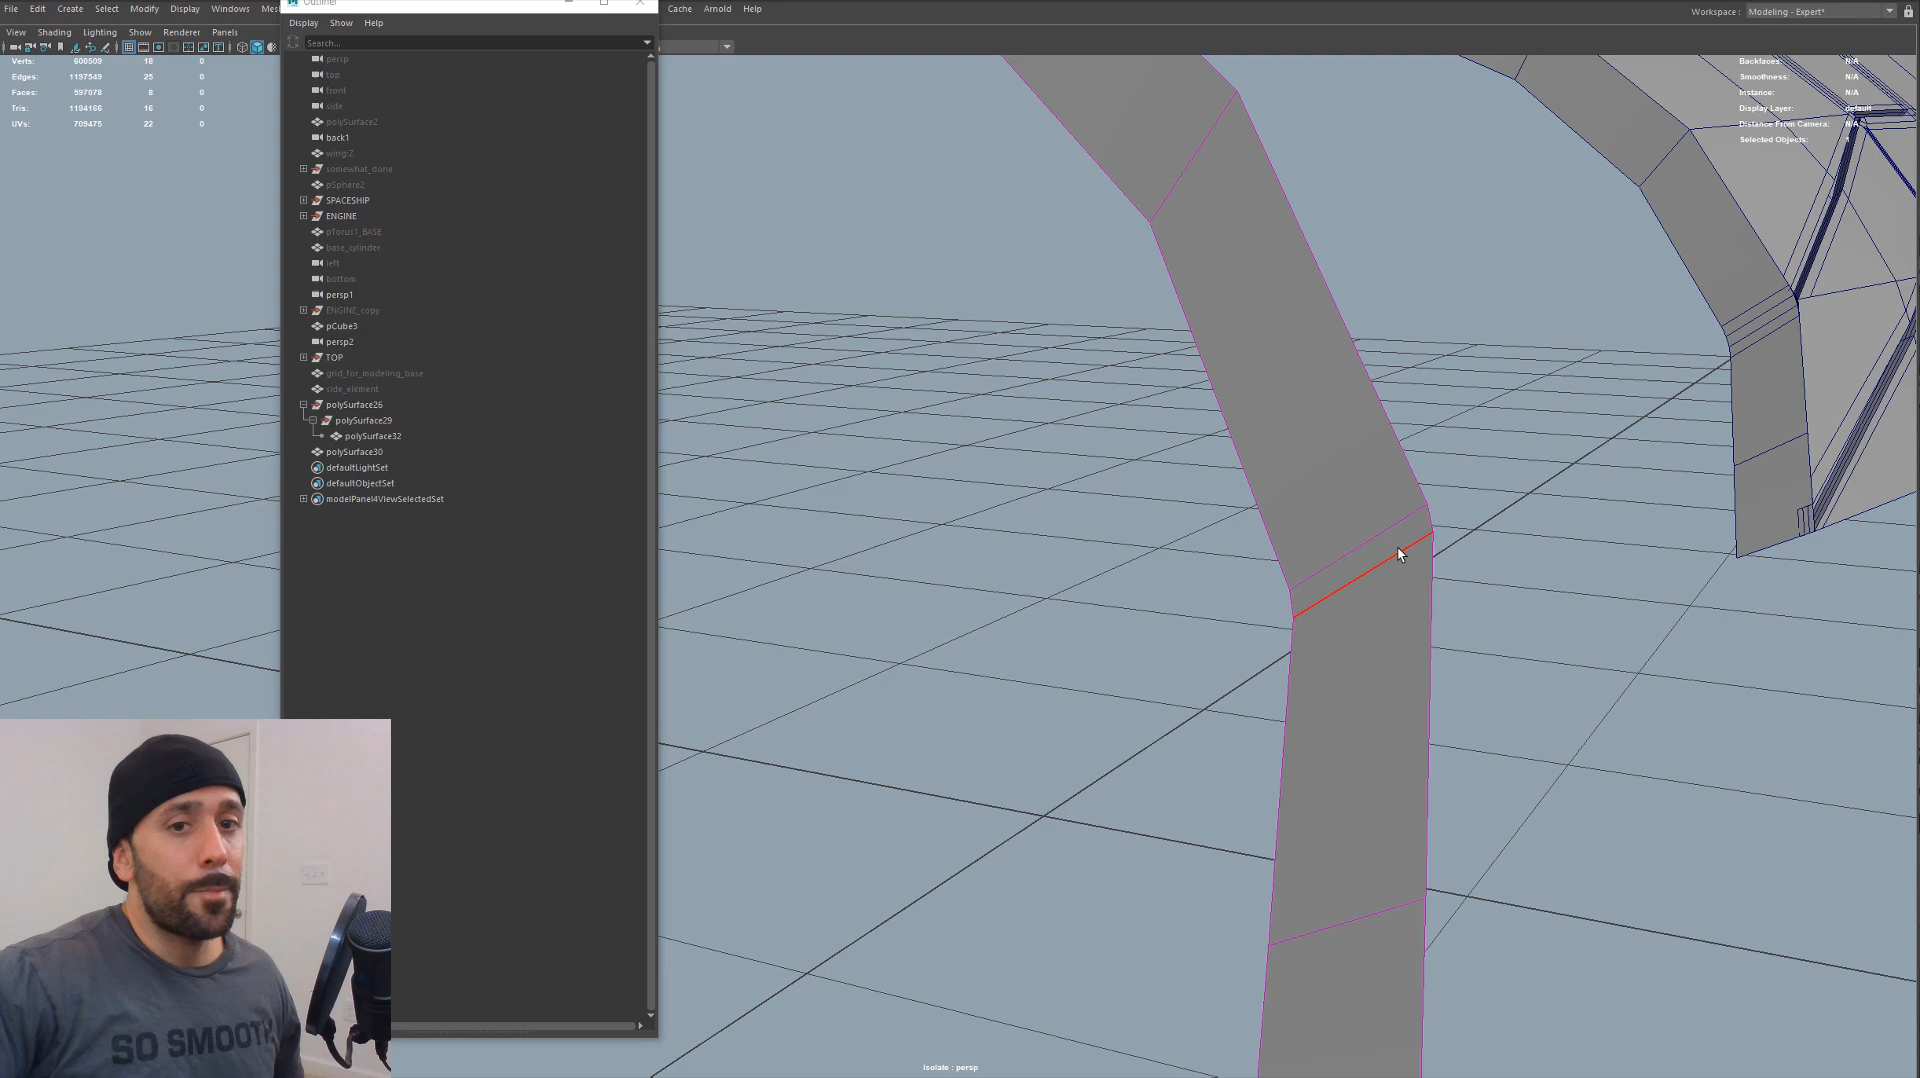 File Edit Create Select Modify Display Windows Mes
Outliner
Cache Arnold Help
Workspace : Modeling - Expert*
View Shading Lighting Show Renderer Panels
Display Show Help
Search...
Verts: 600509 18 0
Edges: 1197549 25 0
Faces: 597078 8 0
Tris: 1194166 16 0
UVs: 709475 22 0
persp
top
front
side
polySurface2
back1
wing:Z
somewhat_done
pSphere2
SPACESHIP
ENGINE
pTorus1_BASE
base_cylinder
left
bottom
persp1
ENGINE_copy
pCube3
persp2
TOP
grid_for_modeling_base
side_element
polySurface26
polySurface29
polySurface32
polySurface30
defaultLightSet
defaultObjectSet
modelPanel4ViewSelectedSet
Backfaces: N/A
Smoothness: N/A
Instance: N/A
Display Layer: default
Distance From Camera: N/A
Selected Objects:
SO SMOOTH
Isolate : persp